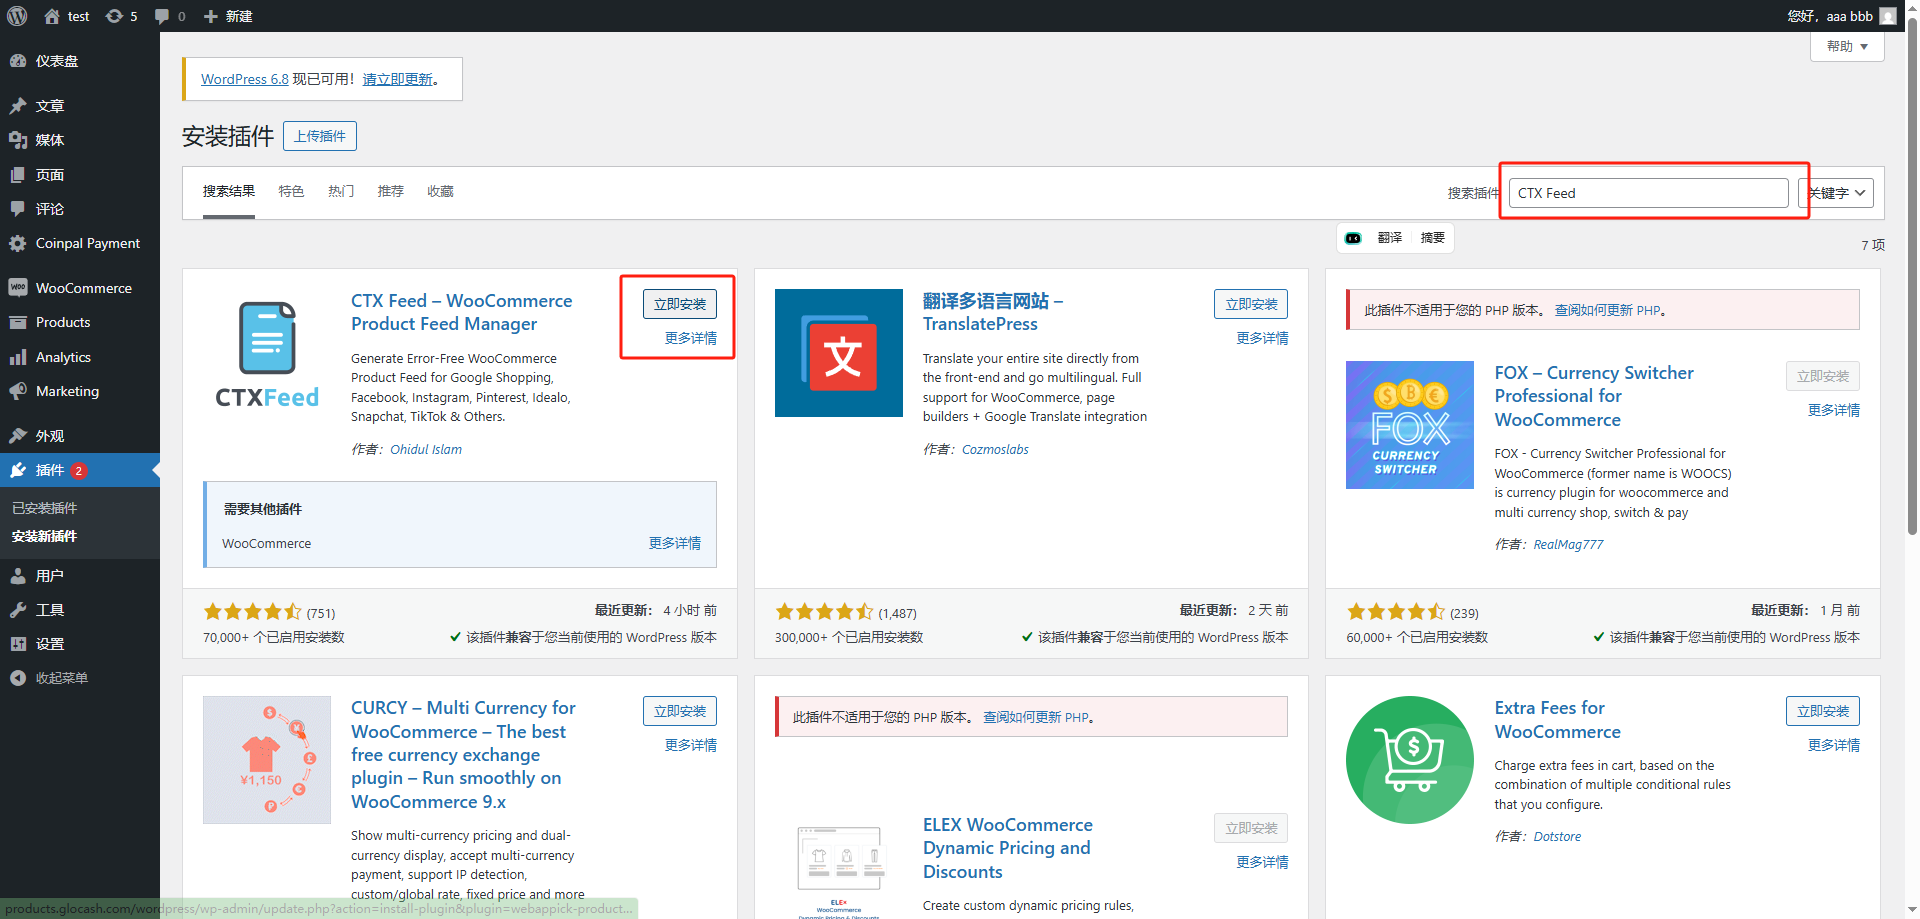 test
5
0
新建
您好，aaa bbb
帮助
仪表盘
文章
媒体
页面
评论
Coinpal Payment
WooCommerce
Products
Analytics
Marketing
外观
插件 2
已安装插件
安装新插件
用户
工具
设置
收起菜单
WordPress 6.8 现已可用！请立即更新。
安装插件
上传插件
搜索结果
特色
热门
推荐
收藏
搜索插件
CTX Feed
关键字
翻译
摘要
7 项
CTXFeed
CTX Feed – WooCommerce
Product Feed Manager
立即安装
更多详情
Generate Error-Free WooCommerce
Product Feed for Google Shopping,
Facebook, Instagram, Pinterest, Idealo,
Snapchat, TikTok & Others.
作者：Ohidul Islam
需要其他插件
WooCommerce
更多详情
(751)
最近更新： 4 小时 前
70,000+ 个已启用安装数
该插件兼容于您当前使用的 WordPress 版本
文
翻译多语言网站 –
TranslatePress
立即安装
更多详情
Translate your entire site directly from
the front-end and go multilingual. Full
support for WooCommerce, page
builders + Google Translate integration
作者：Cozmoslabs
(1,487)
最近更新： 2 天 前
300,000+ 个已启用安装数
该插件兼容于您当前使用的 WordPress 版本
此插件不适用于您的 PHP 版本。 查阅如何更新 PHP。
FOX
CURRENCY
SWITCHER
FOX – Currency Switcher
Professional for
WooCommerce
立即安装
更多详情
FOX - Currency Switcher Professional for
WooCommerce (former name is WOOCS)
is currency plugin for woocommerce and
multi currency shop, switch & pay
作者：RealMag777
(239)
最近更新： 1 月 前
60,000+ 个已启用安装数
该插件兼容于您当前使用的 WordPress 版本
¥1,150
CURCY – Multi Currency for
WooCommerce – The best
free currency exchange
plugin – Run smoothly on
WooCommerce 9.x
立即安装
更多详情
Show multi-currency pricing and dual-
currency display, accept multi-currency
payment, support IP detection,
custom/global rate, fixed price and more
此插件不适用于您的 PHP 版本。 查阅如何更新 PHP。
ELEX
WooCommerce
Dynamic Pricing & Discounts
ELEX WooCommerce
Dynamic Pricing and
Discounts
立即安装
更多详情
Create custom dynamic pricing rules,
Extra Fees for
WooCommerce
立即安装
更多详情
Charge extra fees in cart, based on the
combination of multiple conditional rules
that you configure.
作者：Dotstore
products.glocash.com/wordpress/wp-admin/update.php?action=install-plugin&plugin=webappick-product...